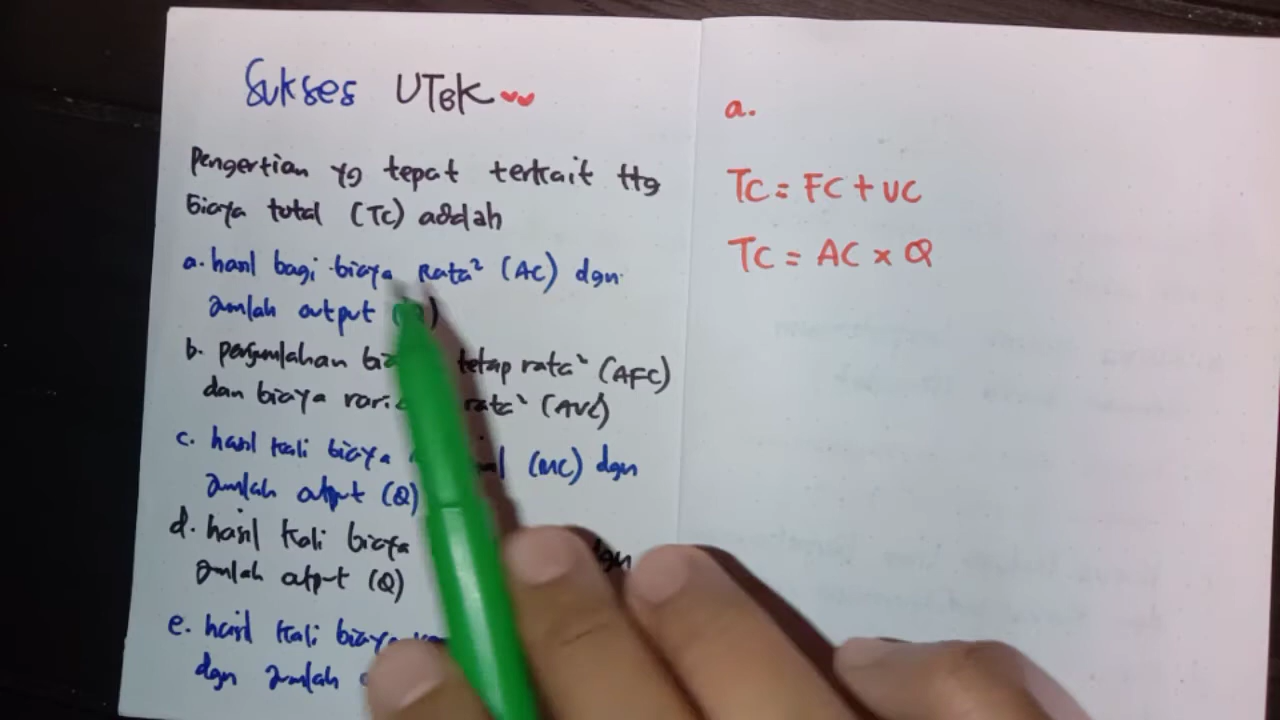 Sukses UTBK
Pengertian yg tepat terkait ttg
biaya total (TC) adalah
a. hasil bagi biaya rata² (AC) dgn
jumlah output
b. penjumlahan tetap rata² (AFC)
dan biaya rata² (AVC)
c. hasil kali biaya (MC) dgn
jumlah output (Q)
d. hasil kali biaya dgn
jumlah output (Q)
e. hasil kali biaya
dgn jumlah
a.
TC = FC + VC
TC = AC x Q